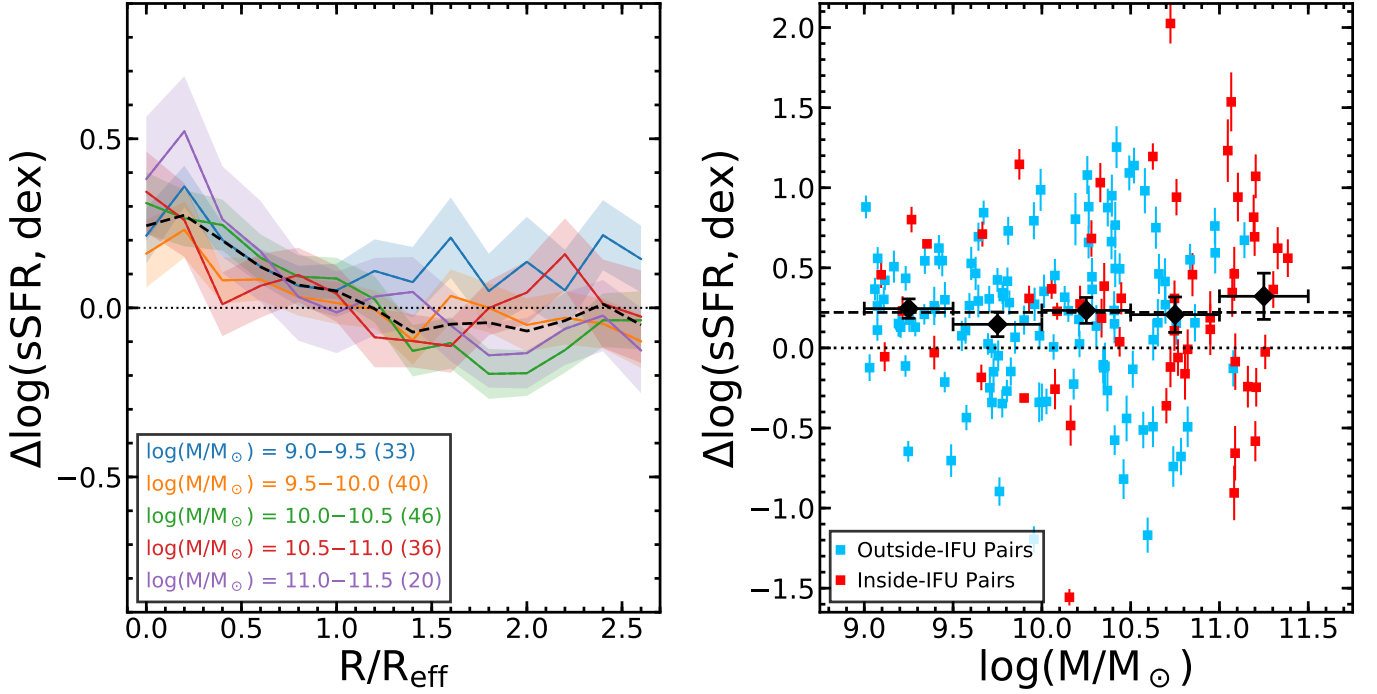 Δlog(sSFR, dex)
0.5
0.0
−0.5
log(M/M☉) = 9.0−9.5 (33)
log(M/M☉) = 9.5−10.0 (40)
log(M/M☉) = 10.0−10.5 (46)
log(M/M☉) = 10.5−11.0 (36)
log(M/M☉) = 11.0−11.5 (20)
0.0 0.5 1.0 1.5 2.0 2.5
R/Reff
Δlog(sSFR, dex)
2.0
1.5
1.0
0.5
0.0
−0.5
−1.0
−1.5
Outside-IFU Pairs
Inside-IFU Pairs
9.0 9.5 10.0 10.5 11.0 11.5
log(M/M☉)